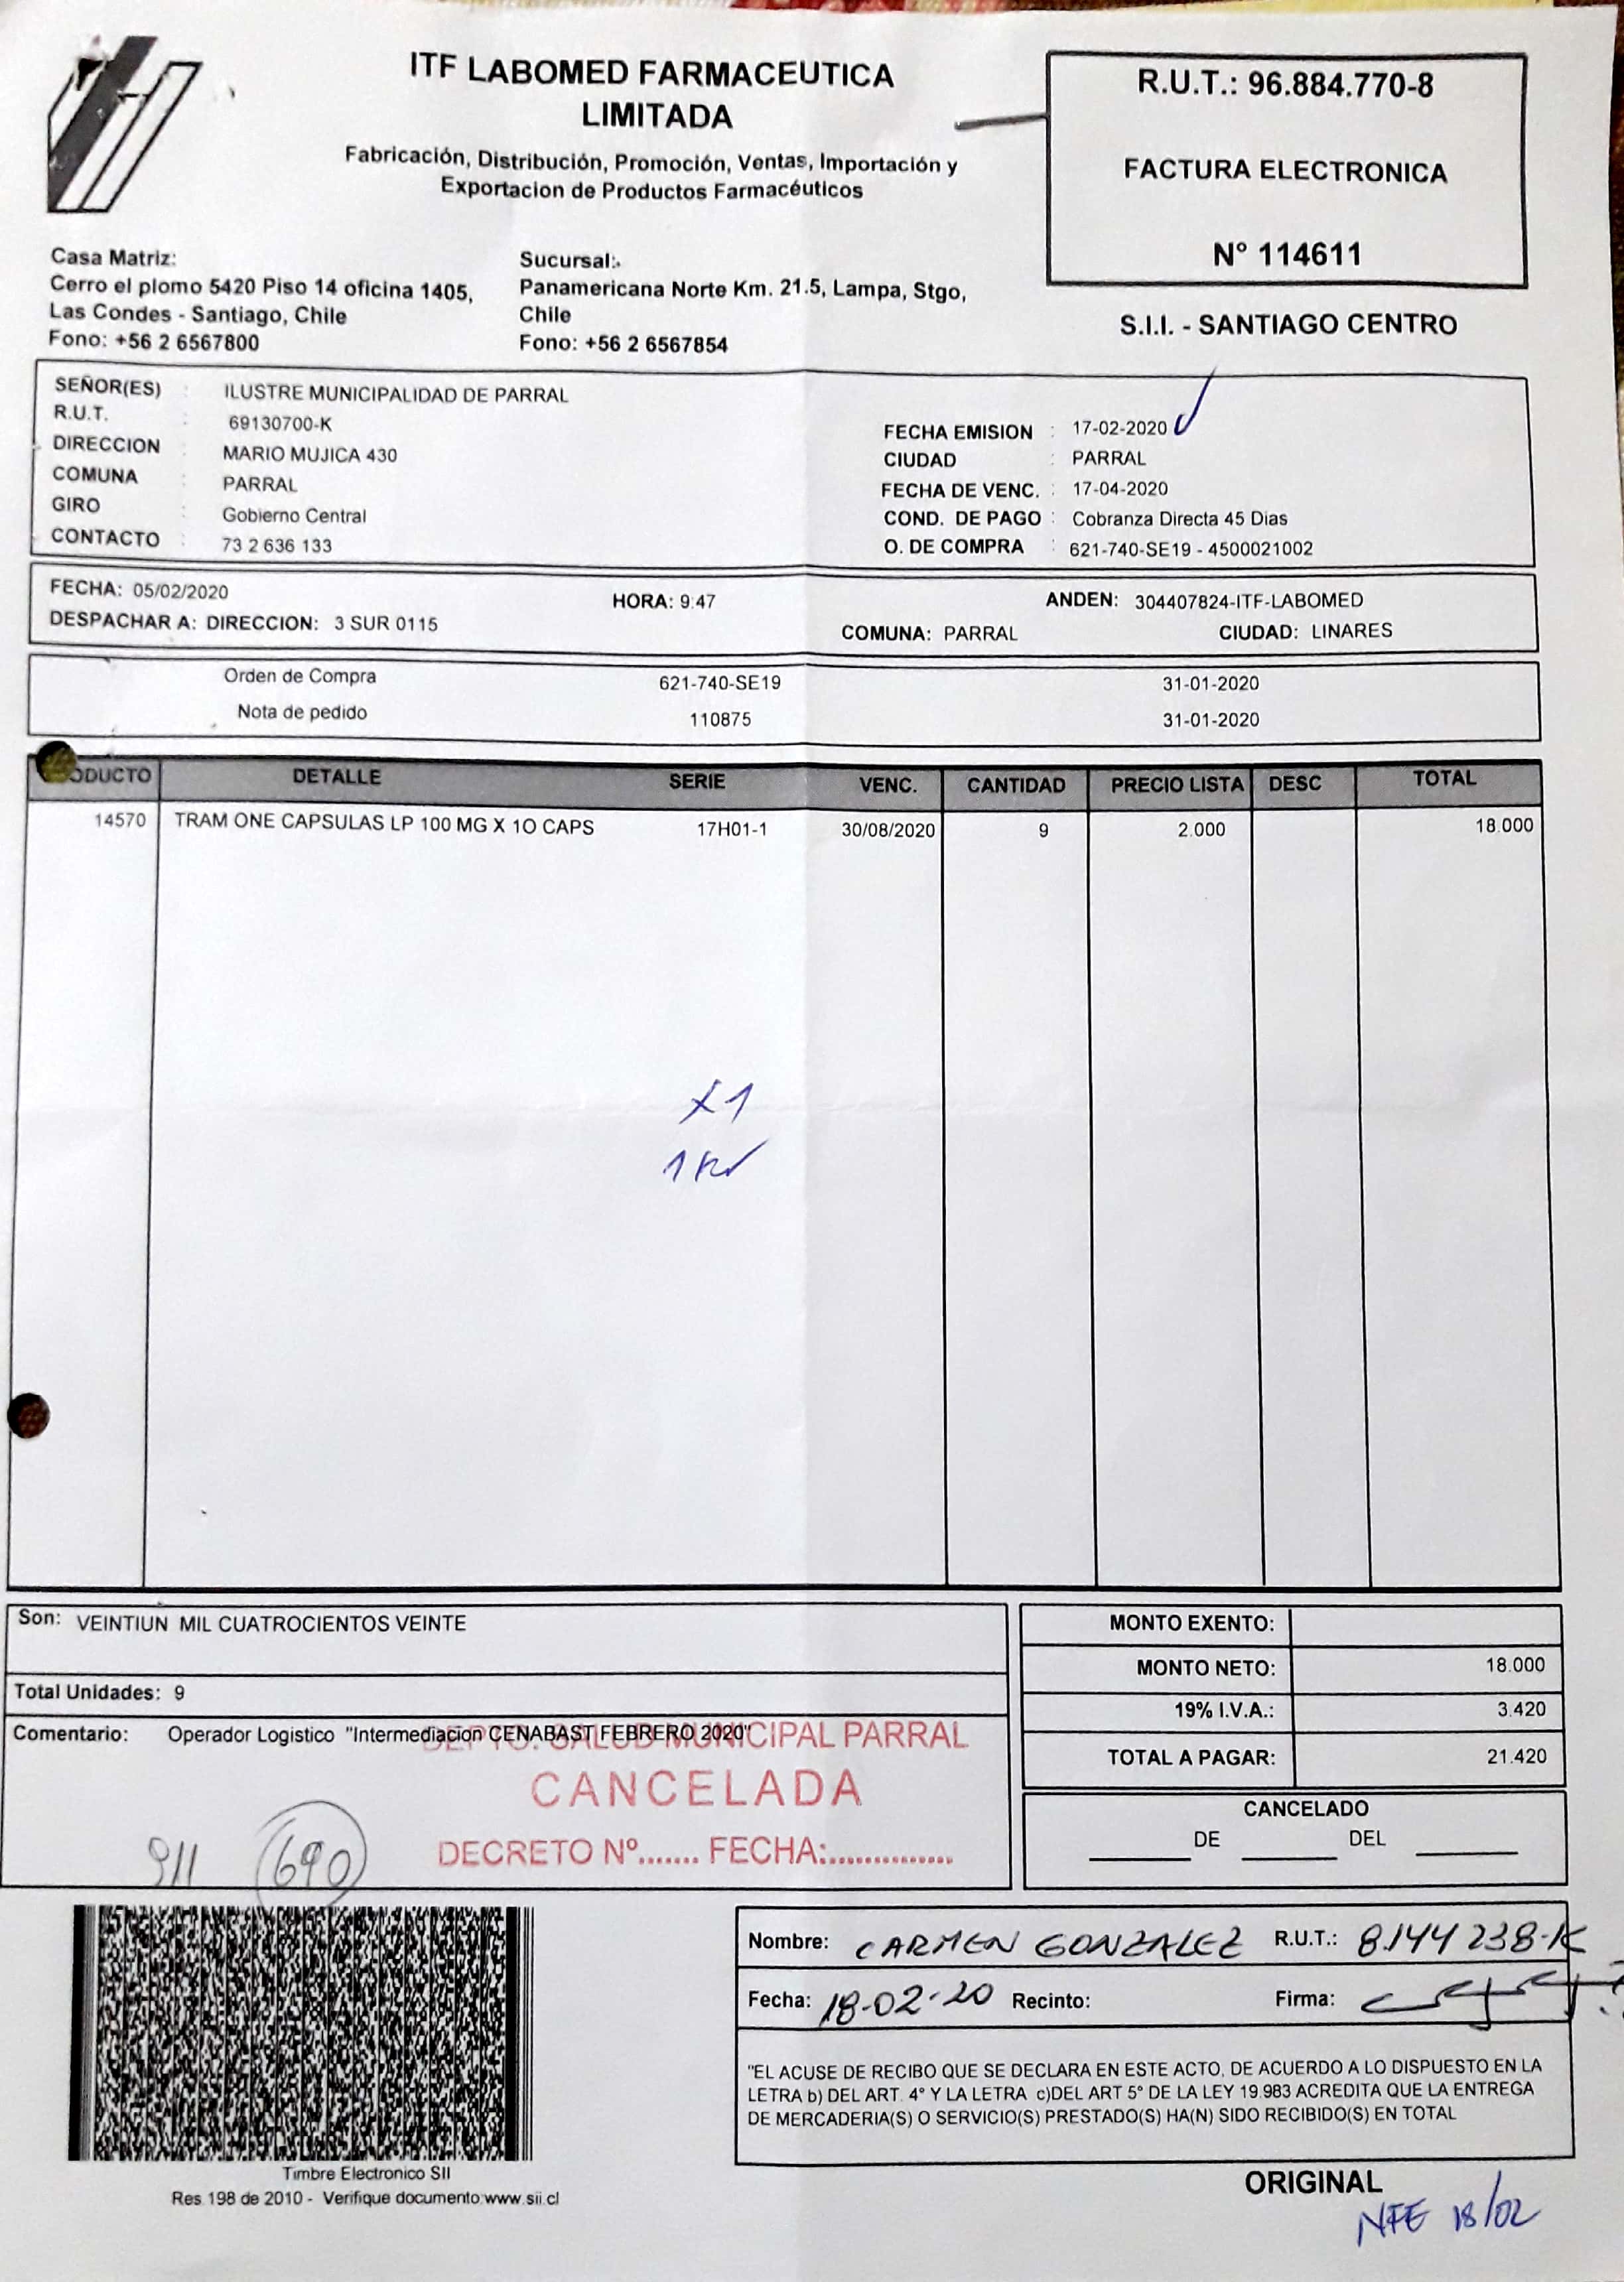 ITF LABOMED FARMACEUTICA
LIMITADA
Fabricación, Distribución, Promoción, Ventas, Importación y
Exportacion de Productos Farmacéuticos
R.U.T.: 96.884.770-8
FACTURA ELECTRONICA
N° 114611
S.I.I. - SANTIAGO CENTRO
Casa Matriz:
Cerro el plomo 5420 Piso 14 oficina 1405,
Las Condes - Santiago, Chile
Fono: +56 2 6567800
Sucursal:
Panamericana Norte Km. 21.5, Lampa, Stgo,
Chile
Fono: +56 2 6567854
SEÑOR(ES) : ILUSTRE MUNICIPALIDAD DE PARRAL
R.U.T. : 69130700-K
DIRECCION : MARIO MUJICA 430
COMUNA : PARRAL
GIRO : Gobierno Central
CONTACTO : 73 2 636 133
FECHA EMISION : 17-02-2020
CIUDAD : PARRAL
FECHA DE VENC. : 17-04-2020
COND. DE PAGO : Cobranza Directa 45 Dias
O. DE COMPRA : 621-740-SE19 - 4500021002
FECHA: 05/02/2020 HORA: 9:47 ANDEN: 304407824-ITF-LABOMED
DESPACHAR A: DIRECCION: 3 SUR 0115 COMUNA: PARRAL CIUDAD: LINARES
Orden de Compra 621-740-SE19 31-01-2020
Nota de pedido 110875 31-01-2020
ODUCTO DETALLE SERIE VENC. CANTIDAD PRECIO LISTA DESC TOTAL
14570 TRAM ONE CAPSULAS LP 100 MG X 1O CAPS 17H01-1 30/08/2020 9 2.000 18.000
X1
Son: VEINTIUN MIL CUATROCIENTOS VEINTE
Total Unidades: 9
Comentario: Operador Logistico "Intermediacion CENABAST FEBRERO 2020"
DEPTO. SALUD MUNICIPAL PARRAL
CANCELADA
DECRETO Nº....... FECHA:...............
911 690
MONTO EXENTO:
MONTO NETO: 18.000
19% I.V.A.: 3.420
TOTAL A PAGAR: 21.420
CANCELADO
DE DEL
Nombre: CARMEN GONZALEZ R.U.T.: 8.144 238-K
Fecha: 18-02-20 Recinto: Firma:
"EL ACUSE DE RECIBO QUE SE DECLARA EN ESTE ACTO, DE ACUERDO A LO DISPUESTO EN LA
LETRA b) DEL ART. 4° Y LA LETRA c)DEL ART 5° DE LA LEY 19.983 ACREDITA QUE LA ENTREGA
DE MERCADERIA(S) O SERVICIO(S) PRESTADO(S) HA(N) SIDO RECIBIDO(S) EN TOTAL
Timbre Electronico SII
Res.198 de 2010 - Verifique documento:www.sii.cl
ORIGINAL
NFE 18/02